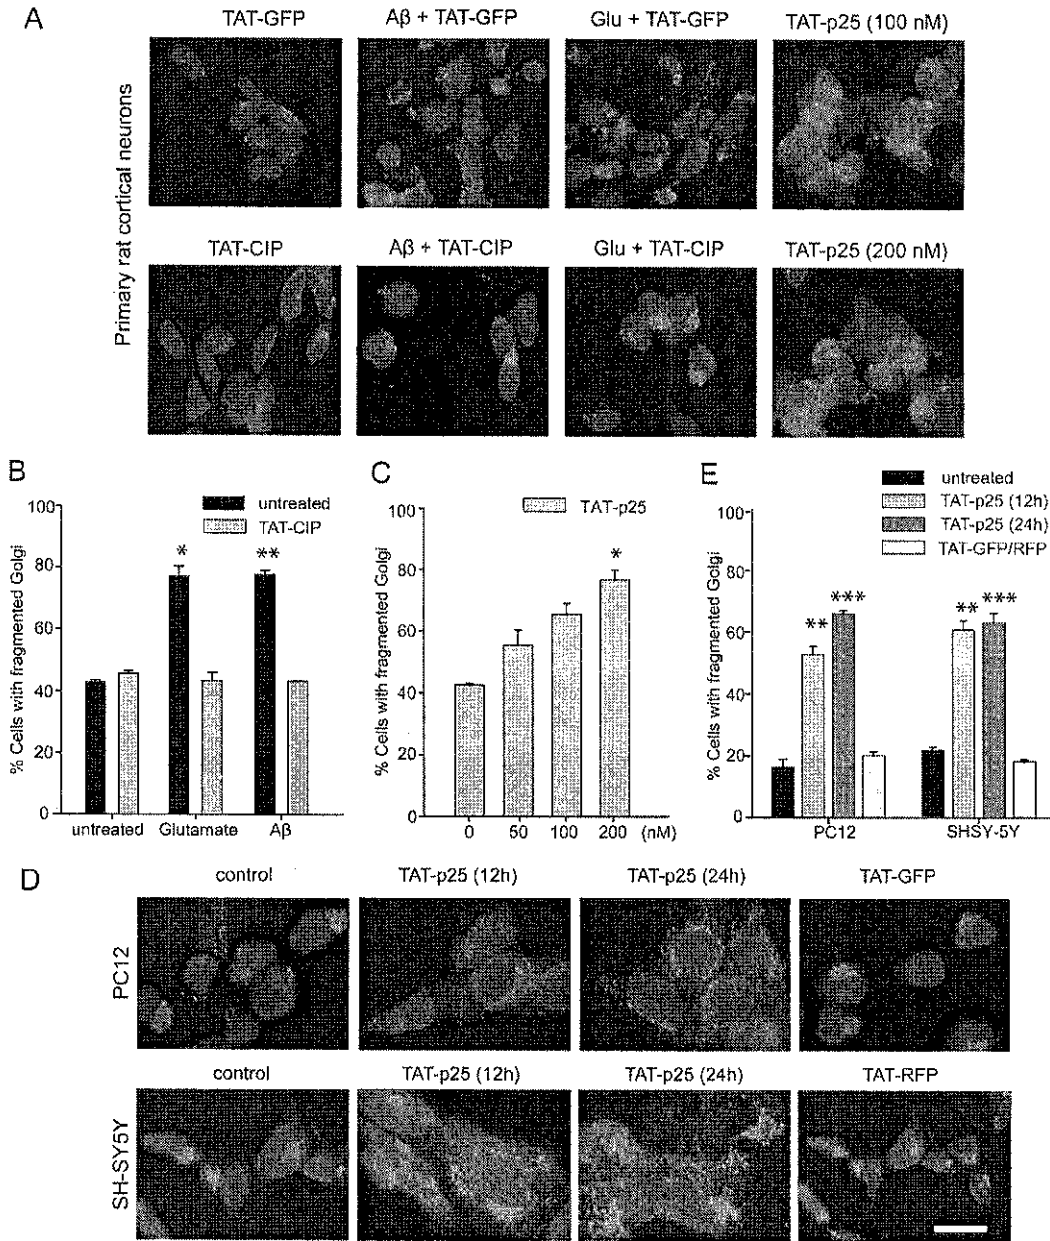 A
TAT-GFP
Aβ + TAT-GFP
Glu + TAT-GFP
TAT-p25 (100 nM)
Primary rat cortical neurons
TAT-CIP
Aβ + TAT-CIP
Glu + TAT-CIP
TAT-p25 (200 nM)
B
untreated
TAT-CIP
% Cells with fragmented Golgi
100
80
60
40
20
0
*
**
untreated
Glutamate
Aβ
C
TAT-p25
% Cells with fragmented Golgi
100
80
60
40
20
0
*
0
50
100
200
(nM)
E
untreated
TAT-p25 (12h)
TAT-p25 (24h)
TAT-GFP/RFP
% Cells with fragmented Golgi
100
80
60
40
20
0
**
***
**
***
PC12
SHSY-5Y
D
control
TAT-p25 (12h)
TAT-p25 (24h)
TAT-GFP
PC12
control
TAT-p25 (12h)
TAT-p25 (24h)
TAT-RFP
SH-SY5Y